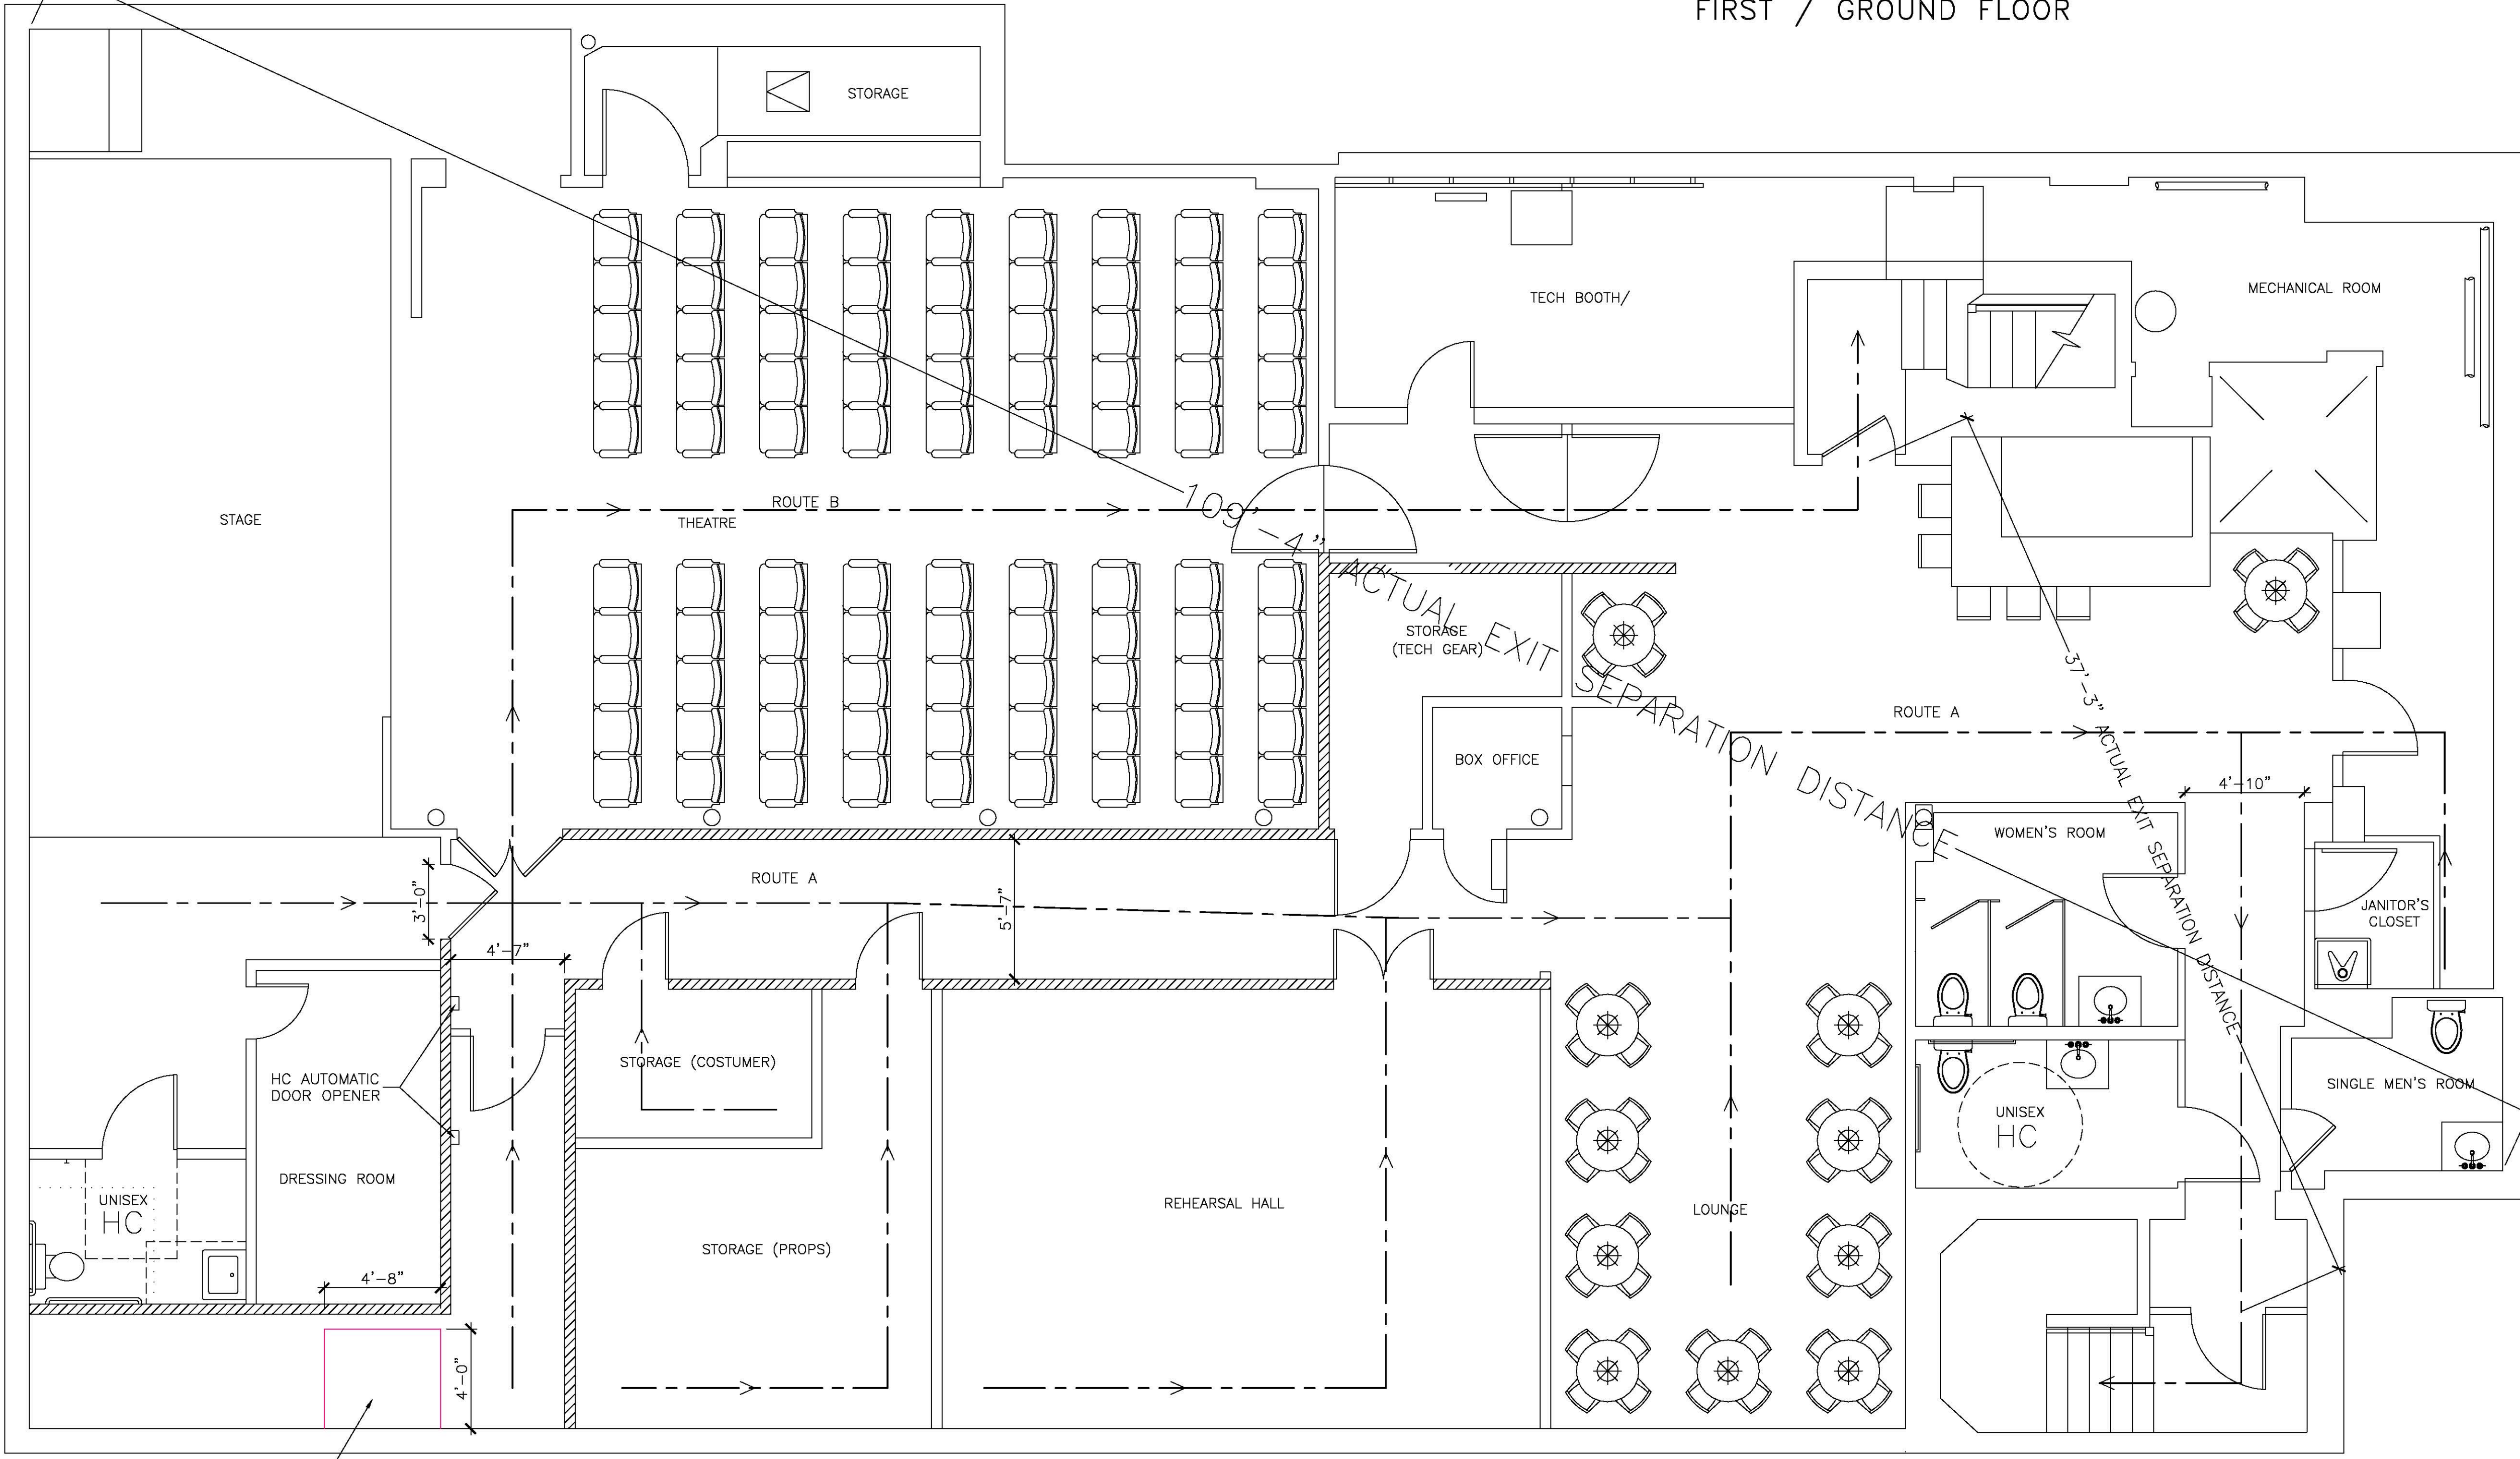 FIRST / GROUND FLOOR
STORAGE
TECH BOOTH/
MECHANICAL ROOM
STAGE
ROUTE B
THEATRE
109'-4" ACTUAL EXIT SEPARATION DISTANCE
STORAGE
(TECH GEAR)
37'-3" ACTUAL EXIT SEPARATION DISTANCE
ROUTE A
BOX OFFICE
4'-10"
WOMEN'S ROOM
ROUTE A
3'-0"
5'-7"
JANITOR'S
CLOSET
4'-7"
STORAGE (COSTUMER)
HC AUTOMATIC
DOOR OPENER
SINGLE MEN'S ROOM
UNISEX
HC
DRESSING ROOM
UNISEX
HC
REHEARSAL HALL
LOUNGE
STORAGE (PROPS)
4'-8"
4'-0"